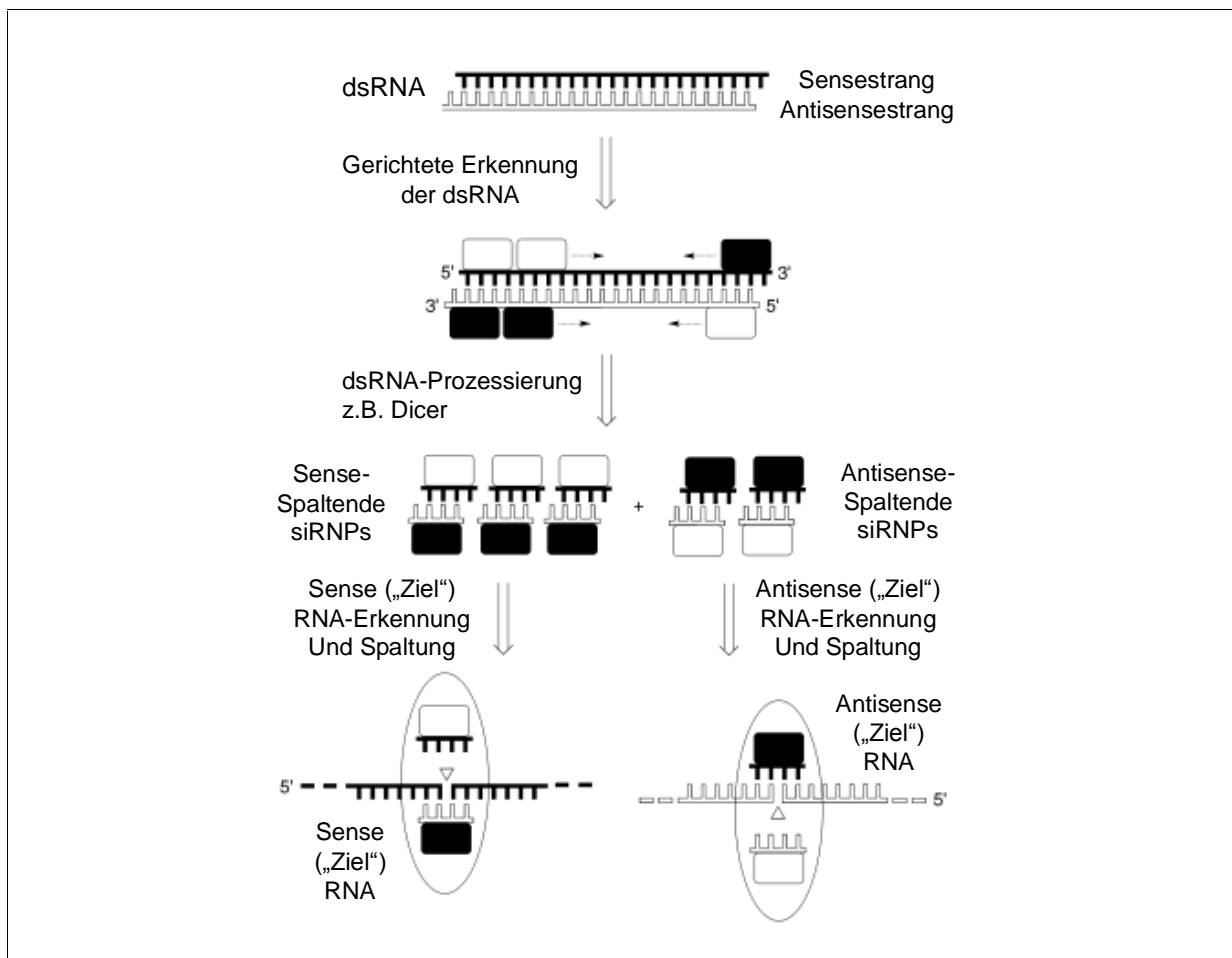 dsRNA
Sensestrang
Antisensestrang
Gerichtete Erkennung
der dsRNA
5'
3'
3'
5'
dsRNA-Prozessierung
z.B. Dicer
Sense-
Spaltende
siRNPs
+
Antisense-
Spaltende
siRNPs
Sense („Ziel“)
RNA-Erkennung
Und Spaltung
Antisense („Ziel“)
RNA-Erkennung
Und Spaltung
Antisense
(„Ziel“)
RNA
5'
5'
Sense
(„Ziel“)
RNA